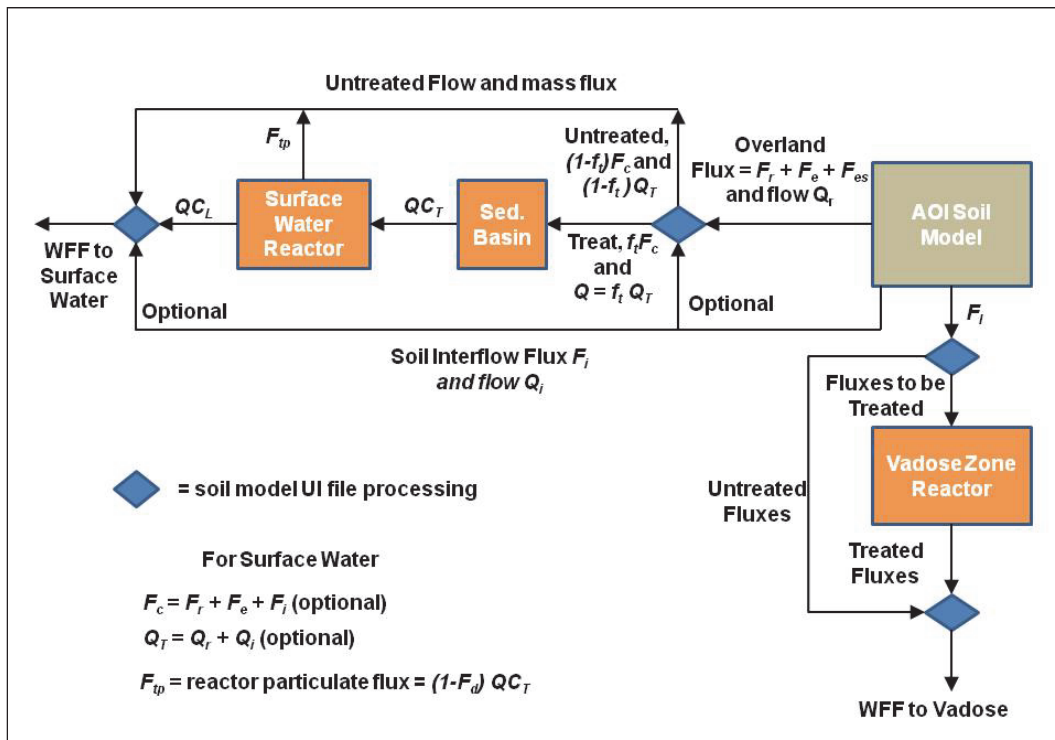 Untreated Flow and mass flux
F_tp
Untreated,
(1-f_t)F_c and
(1-f_t)Q_T
Overland
Flux = F_r + F_e + F_es
and flow Q_r
AOI Soil
Model
QC_L
Surface
Water
Reactor
QC_T
Sed.
Basin
WFF to
Surface
Water
Treat, f_tF_c
and
Q = f_t Q_T
Optional
Optional
F_l
Soil Interflow Flux F_i
and flow Q_i
Fluxes to be
Treated
Vadose Zone
Reactor
Untreated
Fluxes
= soil model UI file processing
Treated
Fluxes
For Surface Water
F_c = F_r + F_e + F_i (optional)
Q_T = Q_r + Q_i (optional)
F_tp = reactor particulate flux = (1-F_d) QC_T
WFF to Vadose